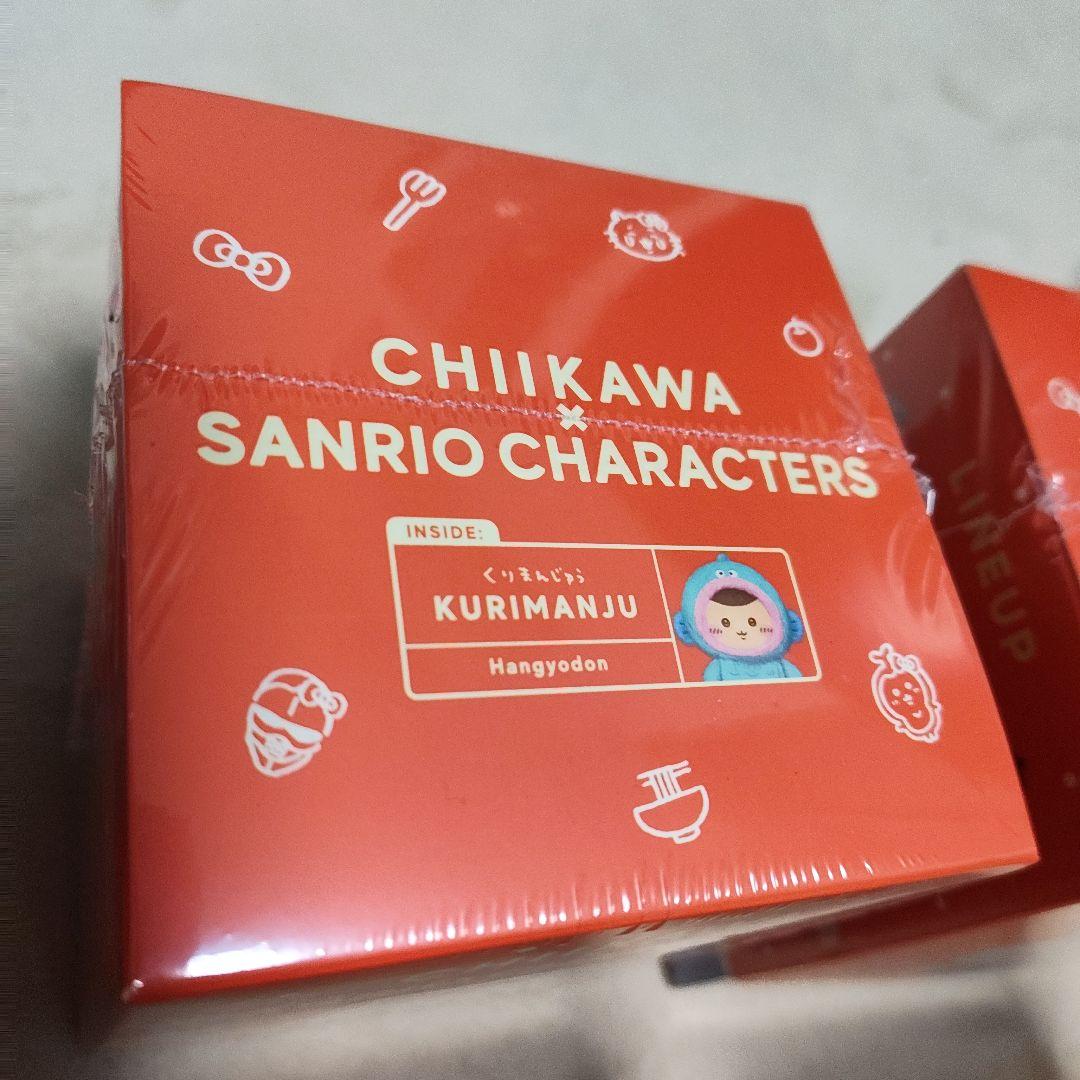 CHIIKAWA
×
SANRIO CHARACTERS
INSIDE:
くりまんじゅう
KURIMANJU
Hangyodon
LINEUP